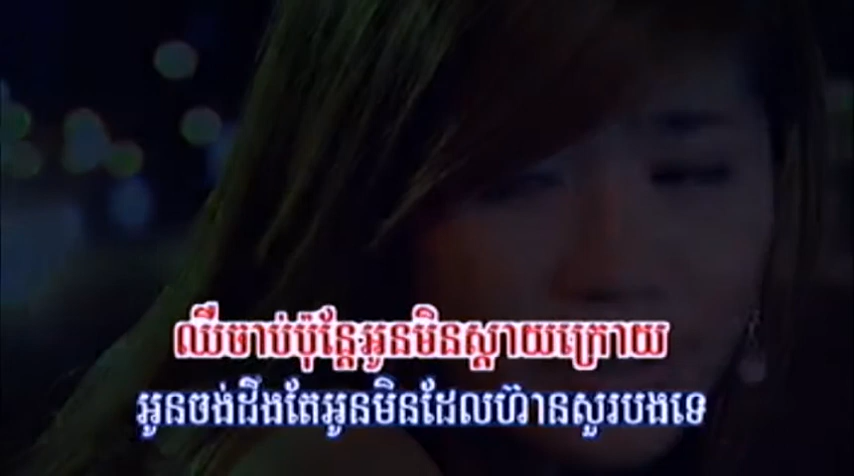 ឈឺចាប់ប៉ុន្តែអូនមិនស្ដាយក្រោយ
អូនចង់ដឹងតែអូនមិនដែលហ៊ានសួរបងទេ